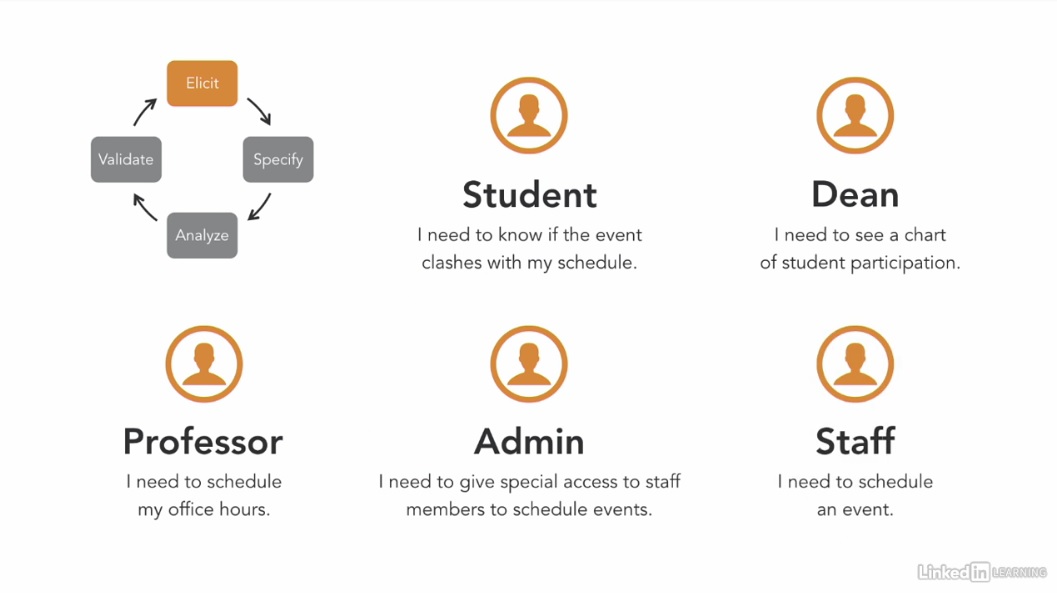 Elicit
Validate
Specify
Analyze
Student
I need to know if the event
clashes with my schedule.
Dean
I need to see a chart
of student participation.
Professor
I need to schedule
my office hours.
Admin
I need to give special access to staff
members to schedule events.
Staff
I need to schedule
an event.
Linked in LEARNING